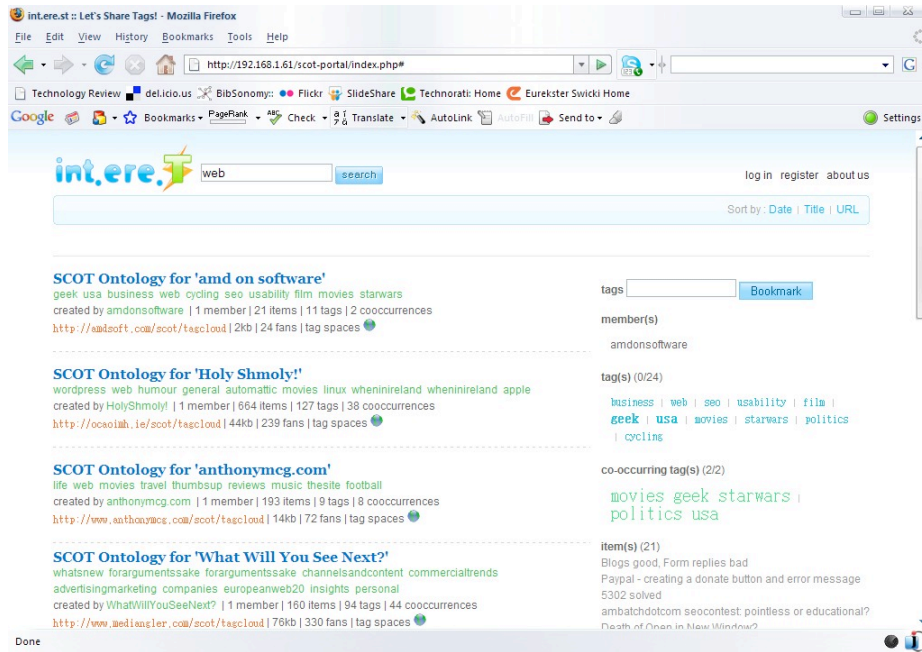 int.ere.st :: Let's Share Tags! - Mozilla Firefox
File Edit View History Bookmarks Tools Help
http://192.168.1.61/scot-portal/index.php#
Technology Review del.icio.us BibSonomy:: Flickr SlideShare Technorati: Home Eurekster Swicki Home
Google Bookmarks PageRank Check Translate AutoLink AutoFill Send to Settings
int.ere.sT web search log in register about us
Sort by : Date | Title | URL
SCOT Ontology for 'amd on software'
geek usa business web cycling seo usability film movies starwars
created by amdonsoftware | 1 member | 21 items | 11 tags | 2 cooccurrences
http://amdsoft.com/scot/tagcloud | 2kb | 24 fans | tag spaces
SCOT Ontology for 'Holy Shmoly!'
wordpress web humour general automattic movies linux wheninireland wheninireland apple
created by HolyShmoly! | 1 member | 664 items | 127 tags | 38 cooccurrences
http://ocaoimh.ie/scot/tagcloud | 44kb | 239 fans | tag spaces
SCOT Ontology for 'anthonymcg.com'
life web movies travel thumbsup reviews music thesite football
created by anthonymcg.com | 1 member | 193 items | 9 tags | 8 cooccurrences
http://www.anthonymcg.com/scot/tagcloud | 14kb | 72 fans | tag spaces
SCOT Ontology for 'What Will You See Next?'
whatsnew forargumentssake forargumentssake channelsandcontent commercialtrends
advertisingmarketing companies europeanweb20 insights personal
created by WhatWillYouSeeNext? | 1 member | 160 items | 94 tags | 44 cooccurrences
http://www.mediangler.com/scot/tagcloud | 76kb | 330 fans | tag spaces
tags Bookmark
member(s)
amdonsoftware
tag(s) (0/24)
business | web | seo | usability | film |
geek | usa | movies | starwars | politics
| cycling
co-occurring tag(s) (2/2)
movies geek starwars |
politics usa
item(s) (21)
Blogs good, Form replies bad
Paypal - creating a donate button and error message
5302 solved
ambatchdotcom seocontest: pointless or educational?
Death of Open in New Window?
Done